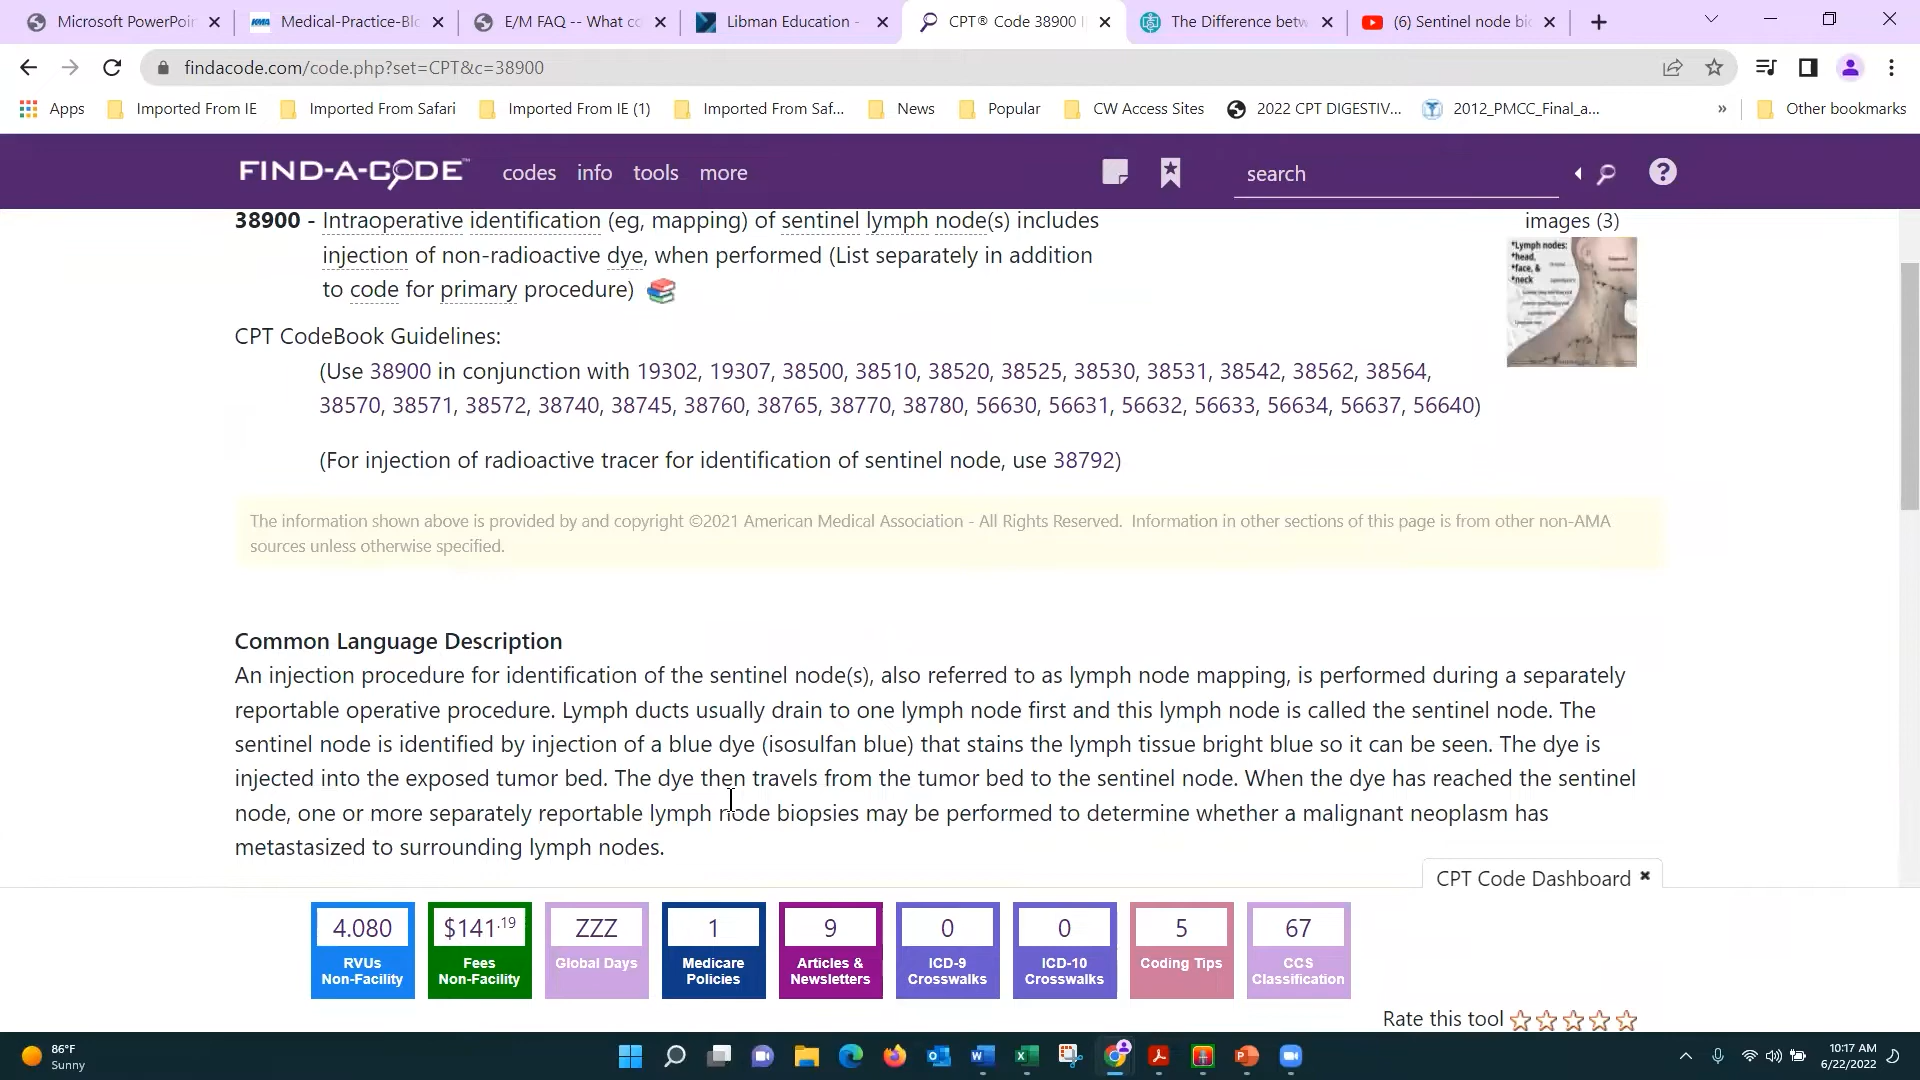 Microsoft PowerPoin
Medical-Practice-Blo
E/M FAQ -- What co
Libman Education -
CPT® Code 38900 I
The Difference betw
(6) Sentinel node bi
findacode.com/code.php?set=CPT&c=38900
Apps
Imported From IE
Imported From Safari
Imported From IE (1)
Imported From Saf...
News
Popular
CW Access Sites
2022 CPT DIGESTIV...
2012_PMCC_Final_a...
»
Other bookmarks
FIND-A-CODE™
codes
info
tools
more
search
38900 - Intraoperative identification (eg, mapping) of sentinel lymph node(s) includes
injection of non-radioactive dye, when performed (List separately in addition
to code for primary procedure)
images (3)
*Lymph nodes:
*head,
*face, &
*neck
CPT CodeBook Guidelines:
(Use 38900 in conjunction with 19302, 19307, 38500, 38510, 38520, 38525, 38530, 38531, 38542, 38562, 38564,
38570, 38571, 38572, 38740, 38745, 38760, 38765, 38770, 38780, 56630, 56631, 56632, 56633, 56634, 56637, 56640)
(For injection of radioactive tracer for identification of sentinel node, use 38792)
The information shown above is provided by and copyright ©2021 American Medical Association - All Rights Reserved. Information in other sections of this page is from other non-AMA
sources unless otherwise specified.
Common Language Description
An injection procedure for identification of the sentinel node(s), also referred to as lymph node mapping, is performed during a separately
reportable operative procedure. Lymph ducts usually drain to one lymph node first and this lymph node is called the sentinel node. The
sentinel node is identified by injection of a blue dye (isosulfan blue) that stains the lymph tissue bright blue so it can be seen. The dye is
injected into the exposed tumor bed. The dye then travels from the tumor bed to the sentinel node. When the dye has reached the sentinel
node, one or more separately reportable lymph node biopsies may be performed to determine whether a malignant neoplasm has
metastasized to surrounding lymph nodes.
CPT Code Dashboard
4.080
RVUs
Non-Facility
$141.19
Fees
Non-Facility
ZZZ
Global Days
1
Medicare
Policies
9
Articles &
Newsletters
0
ICD-9
Crosswalks
0
ICD-10
Crosswalks
5
Coding Tips
67
CCS
Classification
Rate this tool
86°F
Sunny
10:17 AM
6/22/2022